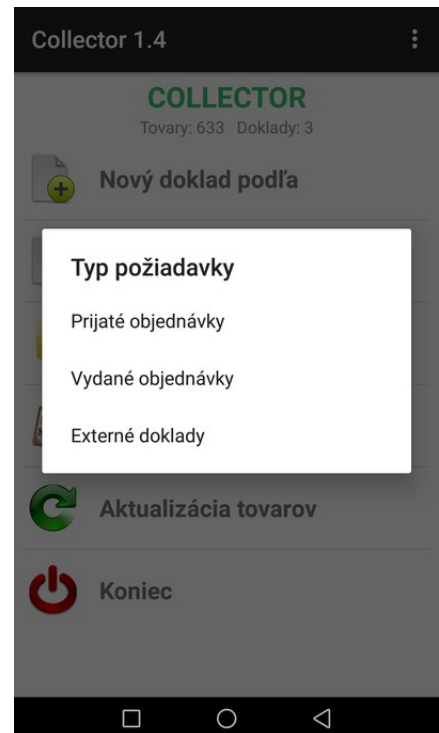 Collector 1.4
COLLECTOR
Tovary: 633 Doklady: 3
Nový doklad podľa
Typ požiadavky
Prijaté objednávky
Vydané objednávky
Externé doklady
Aktualizácia tovarov
Koniec